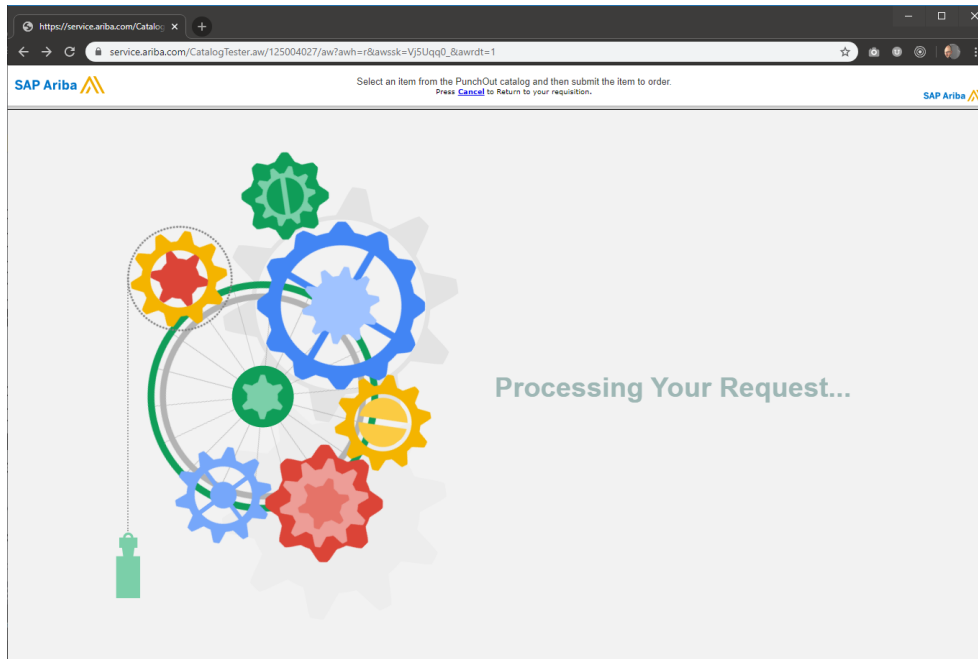 https://service.ariba.com/Catalog
service.ariba.com/CatalogTester.aw/125004027/aw?awh=r&awssk=Vj5Uqq0_&awrdt=1
SAP Ariba
Select an item from the PunchOut catalog and then submit the item to order.
Press Cancel to Return to your requisition.
SAP Ariba
Processing Your Request...